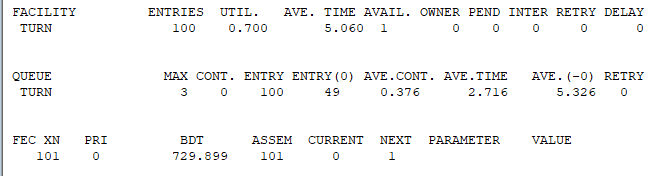 FACILITY ENTRIES UTIL. AVE. TIME AVAIL. OWNER PEND INTER RETRY DELAY
TURN 100 0.700 5.060 1 0 0 0 0 0
QUEUE MAX CONT. ENTRY ENTRY(0) AVE.CONT. AVE.TIME AVE.(-0) RETRY
TURN 3 0 100 49 0.376 2.716 5.326 0
FEC XN PRI BDT ASSEM CURRENT NEXT PARAMETER VALUE
101 0 729.899 101 0 1